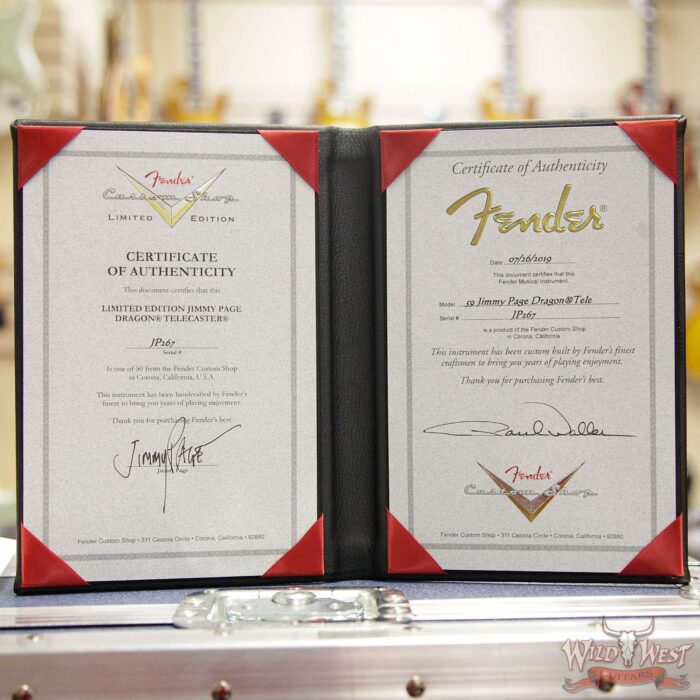 Fender
Custom Shop
LIMITED EDITION
CERTIFICATE
OF AUTHENTICITY
This document certifies that this
LIMITED EDITION JIMMY PAGE
DRAGON® TELECASTER®
JP267
Serial #
Is one of 50 from the Fender Custom Shop
in Corona, California, U.S.A.
This instrument has been handcrafted by Fender's
finest to bring you years of playing enjoyment.
Thank you for purchasing Fender's best.
JIMMY PAGE
Jimmy Page
Fender Custom Shop • 311 Cessna Circle • Corona, California • 92880
Certificate of Authenticity
Fender®
Date 07/26/2019
This document certifies that this
Fender Musical Instrument.
Model 59 Jimmy Page Dragon®Tele
Serial # JP267
is a product of the Fender Custom Shop
in Corona, California
This instrument has been custom built by Fender's finest
craftsmen to bring you years of playing enjoyment.
Thank you for purchasing Fender's best.
Paul Waller
Fender
Custom Shop
Fender Custom Shop • 311 Cessna Circle • Corona, California • 92880
WILD WEST
GUITARS